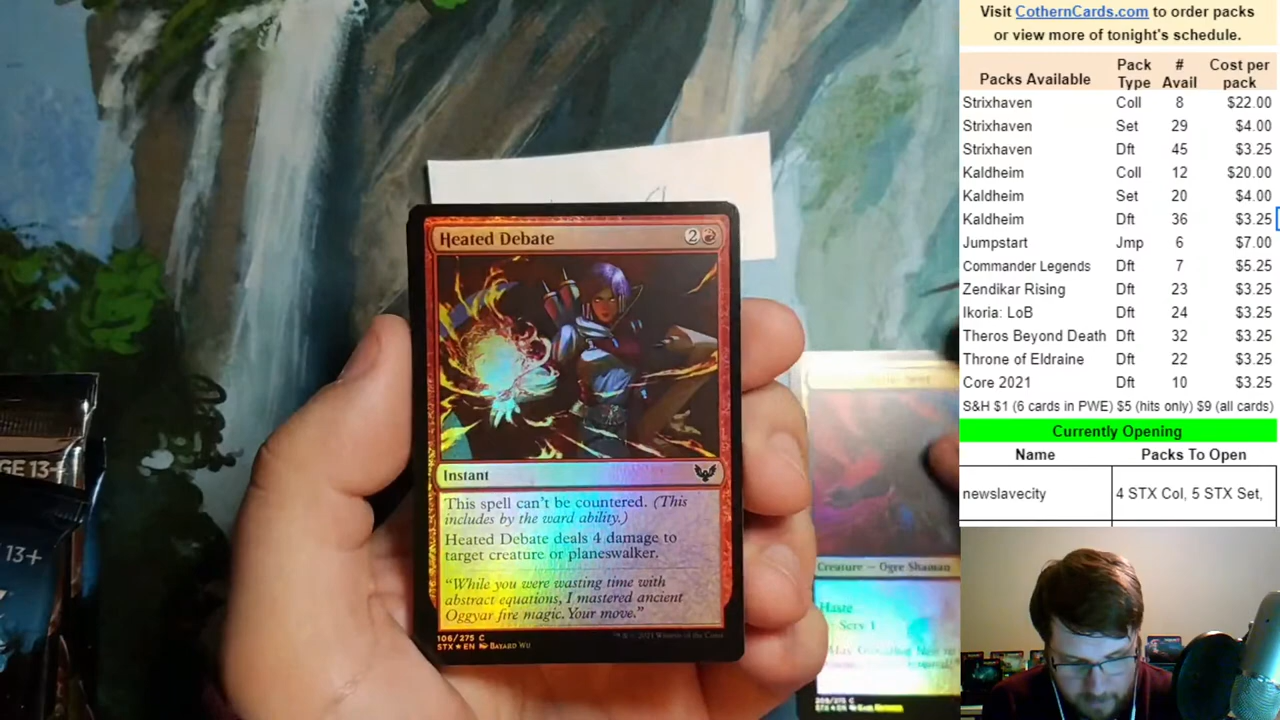 Visit CothernCards.com to order packs
or view more of tonight's schedule.
Packs Available Pack Type # Avail Cost per pack
Strixhaven Coll 8 $22.00
Strixhaven Set 29 $4.00
Strixhaven Dft 45 $3.25
Kaldheim Coll 12 $20.00
Kaldheim Set 20 $4.00
Kaldheim Dft 36 $3.25
Jumpstart Jmp 6 $7.00
Commander Legends Dft 7 $5.25
Zendikar Rising Dft 23 $3.25
Ikoria: LoB Dft 24 $3.25
Theros Beyond Death Dft 32 $3.25
Throne of Eldraine Dft 22 $3.25
Core 2021 Dft 10 $3.25
S&H $1 (6 cards in PWE) $5 (hits only) $9 (all cards)
Currently Opening
Name Packs To Open
newslavecity 4 STX Col, 5 STX Set,
Heated Debate 2
Instant
This spell can't be countered. (This
includes by the ward ability.)
Heated Debate deals 4 damage to
target creature or planeswalker.
"While you were wasting time with
abstract equations, I mastered ancient
Oggyar fire magic. Your move."
106/275 C
STX ★ EN Bayard Wu
Creature — Ogre Shaman
Haste
GE 13+
13+